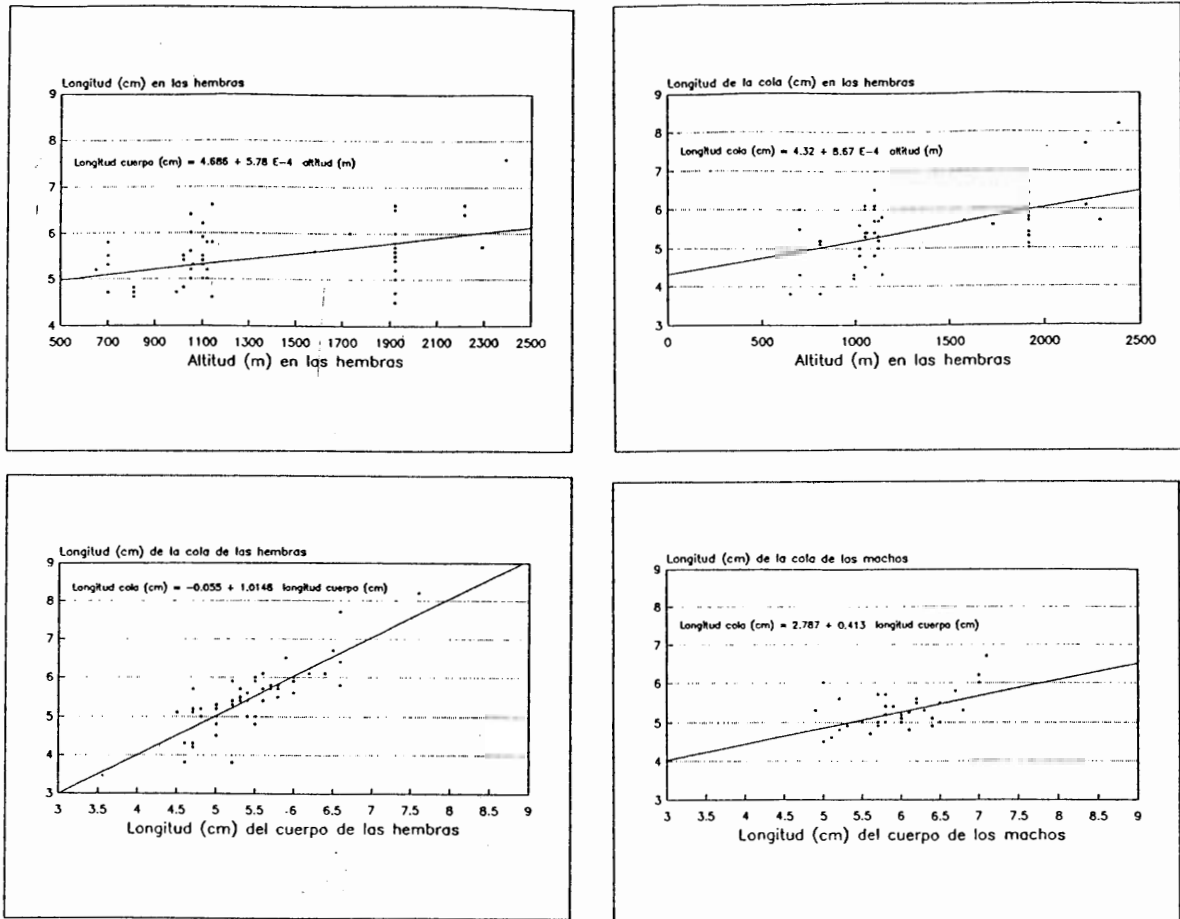 Longitud (cm) en las hembras
9
8
Longitud cuerpo (cm) = 4.686 + 5.78 E-4 altitud (m)
7
6
5
4
500 700 900 1100 1300 1500 1700 1900 2100 2300 2500
Altitud (m) en las hembras
Longitud de la cola (cm) en las hembras
9
8
Longitud cola (cm) = 4.32 + 8.67 E-4 altitud (m)
7
6
5
4
3
0 500 1000 1500 2000 2500
Altitud (m) en las hembras
Longitud (cm) de la cola de las hembras
9
Longitud cola (cm) = -0.055 + 1.0146 longitud cuerpo (cm)
8
7
6
5
4
3
3 3.5 4 4.5 5 5.5 6 6.5 7 7.5 8 8.5 9
Longitud (cm) del cuerpo de las hembras
Longitud (cm) de la cola de los machos
9
8
Longitud cola (cm) = 2.787 + 0.413 longitud cuerpo (cm)
7
6
5
4
3
3 3.5 4 4.5 5 5.5 6 6.5 7 7.5 8 8.5 9
Longitud (cm) del cuerpo de los machos